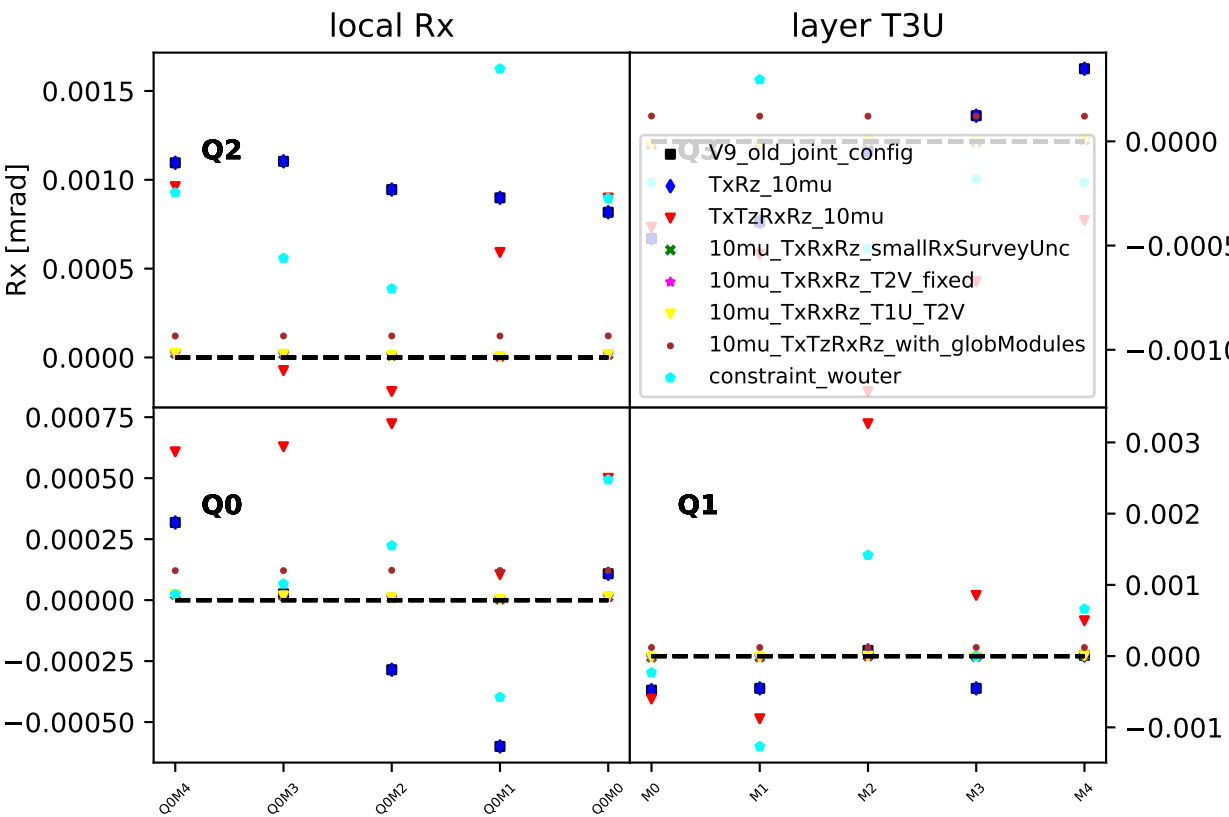 local Rx
layer T3U
Rx [mrad]
0.0015
0.0010
0.0005
0.0000
Q2
Q3
V9_old_joint_config
TxRz_10mu
TxTzRxRz_10mu
10mu_TxRxRz_smallRxSurveyUnc
10mu_TxRxRz_T2V_fixed
10mu_TxRxRz_T1U_T2V
10mu_TxTzRxRz_with_globModules
constraint_wouter
0.0000
−0.0005
−0.0010
0.00075
0.00050
0.00025
0.00000
−0.00025
−0.00050
Q0
Q1
0.003
0.002
0.001
0.000
−0.001
Q0M4
Q0M3
Q0M2
Q0M1
Q0M0
M0
M1
M2
M3
M4